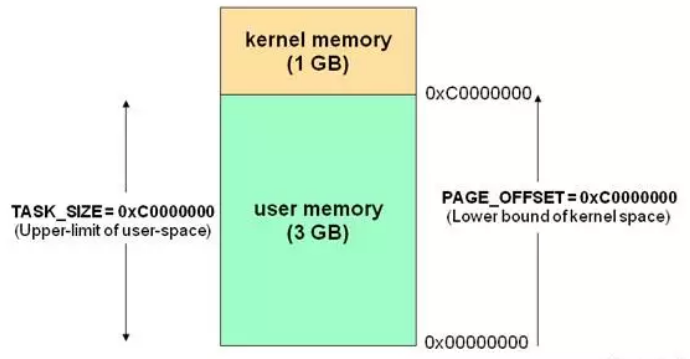 kernel memory
(1 GB)
0xC0000000
TASK_SIZE = 0xC0000000
(Upper-limit of user-space)
user memory
(3 GB)
PAGE_OFFSET = 0xC0000000
(Lower bound of kernel space)
0x00000000